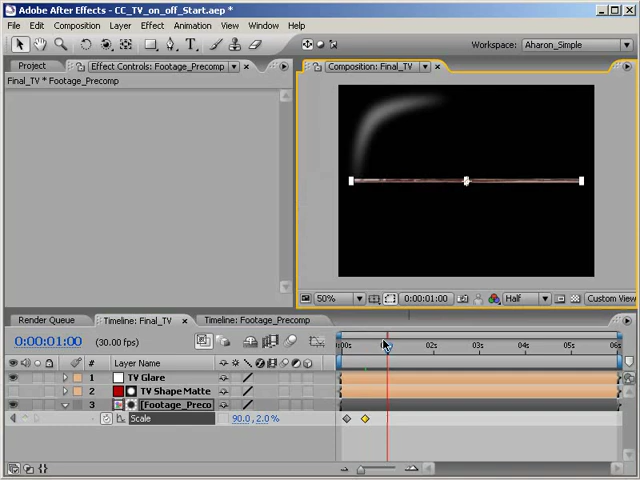 Adobe After Effects - CC_TV_on_off_Start.aep *
File Edit Composition Layer Effect Animation View Window Help
Workspace: Aharon_Simple
Project Effect Controls: Footage_Precomp
Composition: Final_TV
Final_TV * Footage_Precomp
50% 0:00:01:00 Half Custom View
Render Queue Timeline: Final_TV Timeline: Footage_Precomp
0:00:01:00 (30.00 fps)
:00s 02s 03s 04s 05s 06s
# Layer Name
1 TV Glare
2 TV Shape Matte
3 [Footage_Preco
Scale 90.0, 2.0 %